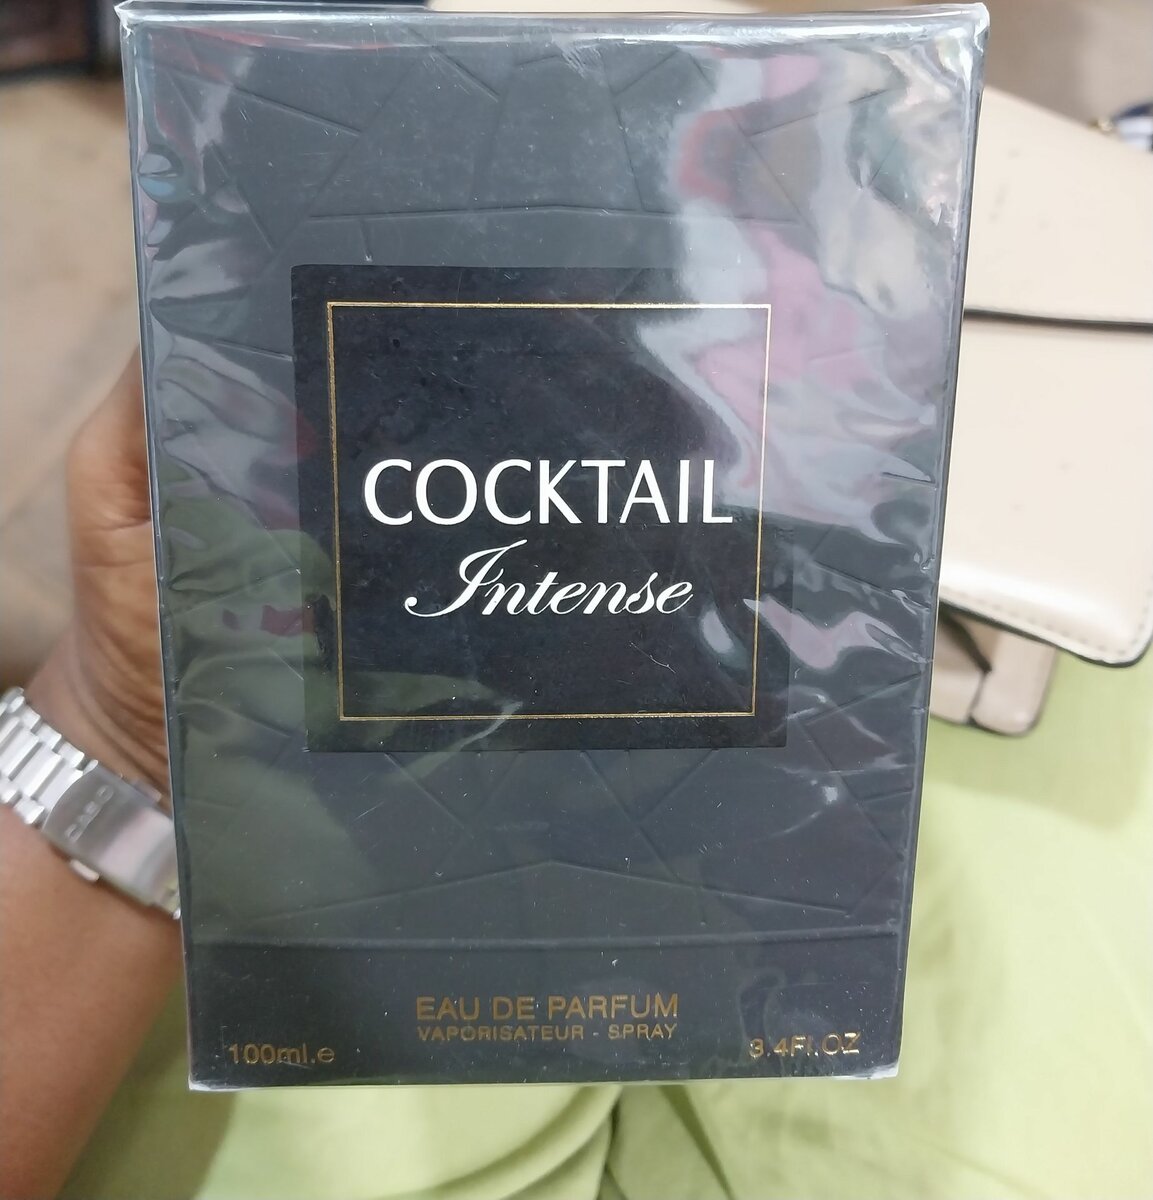 COCKTAIL
Intense
EAU DE PARFUM
VAPORISATEUR - SPRAY
100ml.e
3.4Fl.OZ